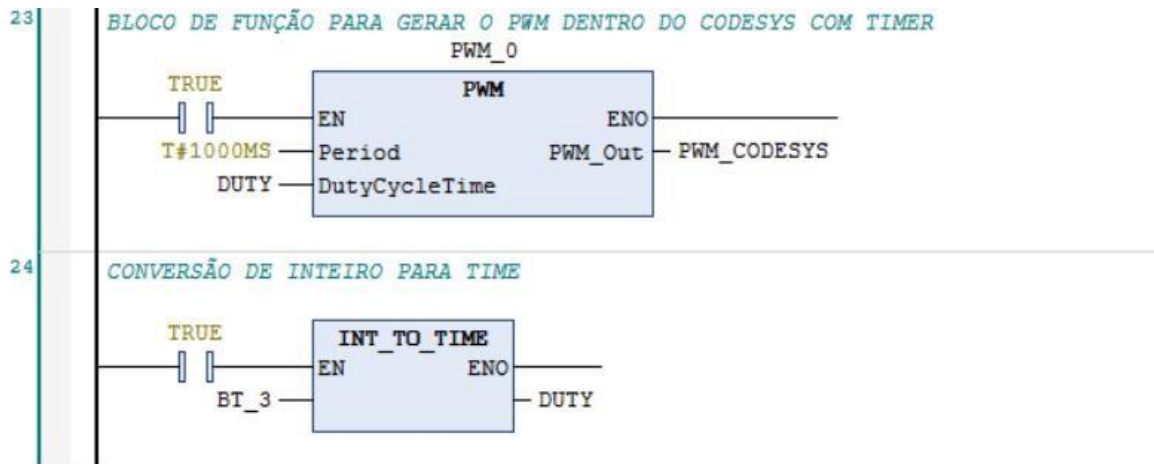 23
BLOCO DE FUNÇÃO PARA GERAR O PWM DENTRO DO CODESYS COM TIMER
PWM_0
TRUE
PWM
EN ENO
T#1000MS Period PWM_Out PWM_CODESYS
DUTY DutyCycleTime
24
CONVERSÃO DE INTEIRO PARA TIME
TRUE
INT_TO_TIME
EN ENO
BT_3 DUTY